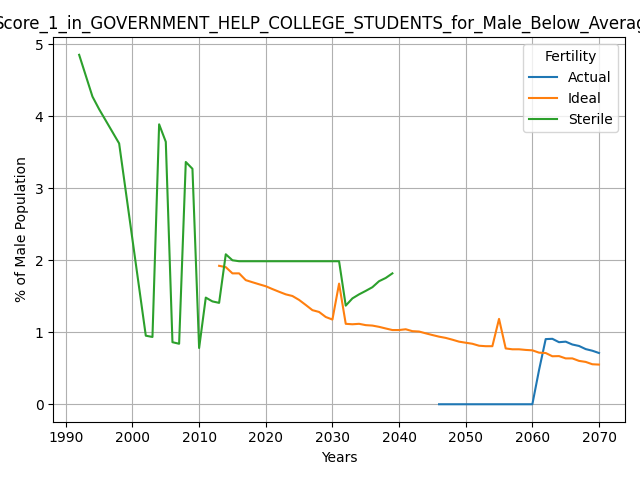 Score_1_in_GOVERNMENT_HELP_COLLEGE_STUDENTS_for_Male_Below_Averag
5
4
3
2
1
0
% of Male Population
Fertility
Actual
Ideal
Sterile
1990 2000 2010 2020 2030 2040 2050 2060 2070
Years